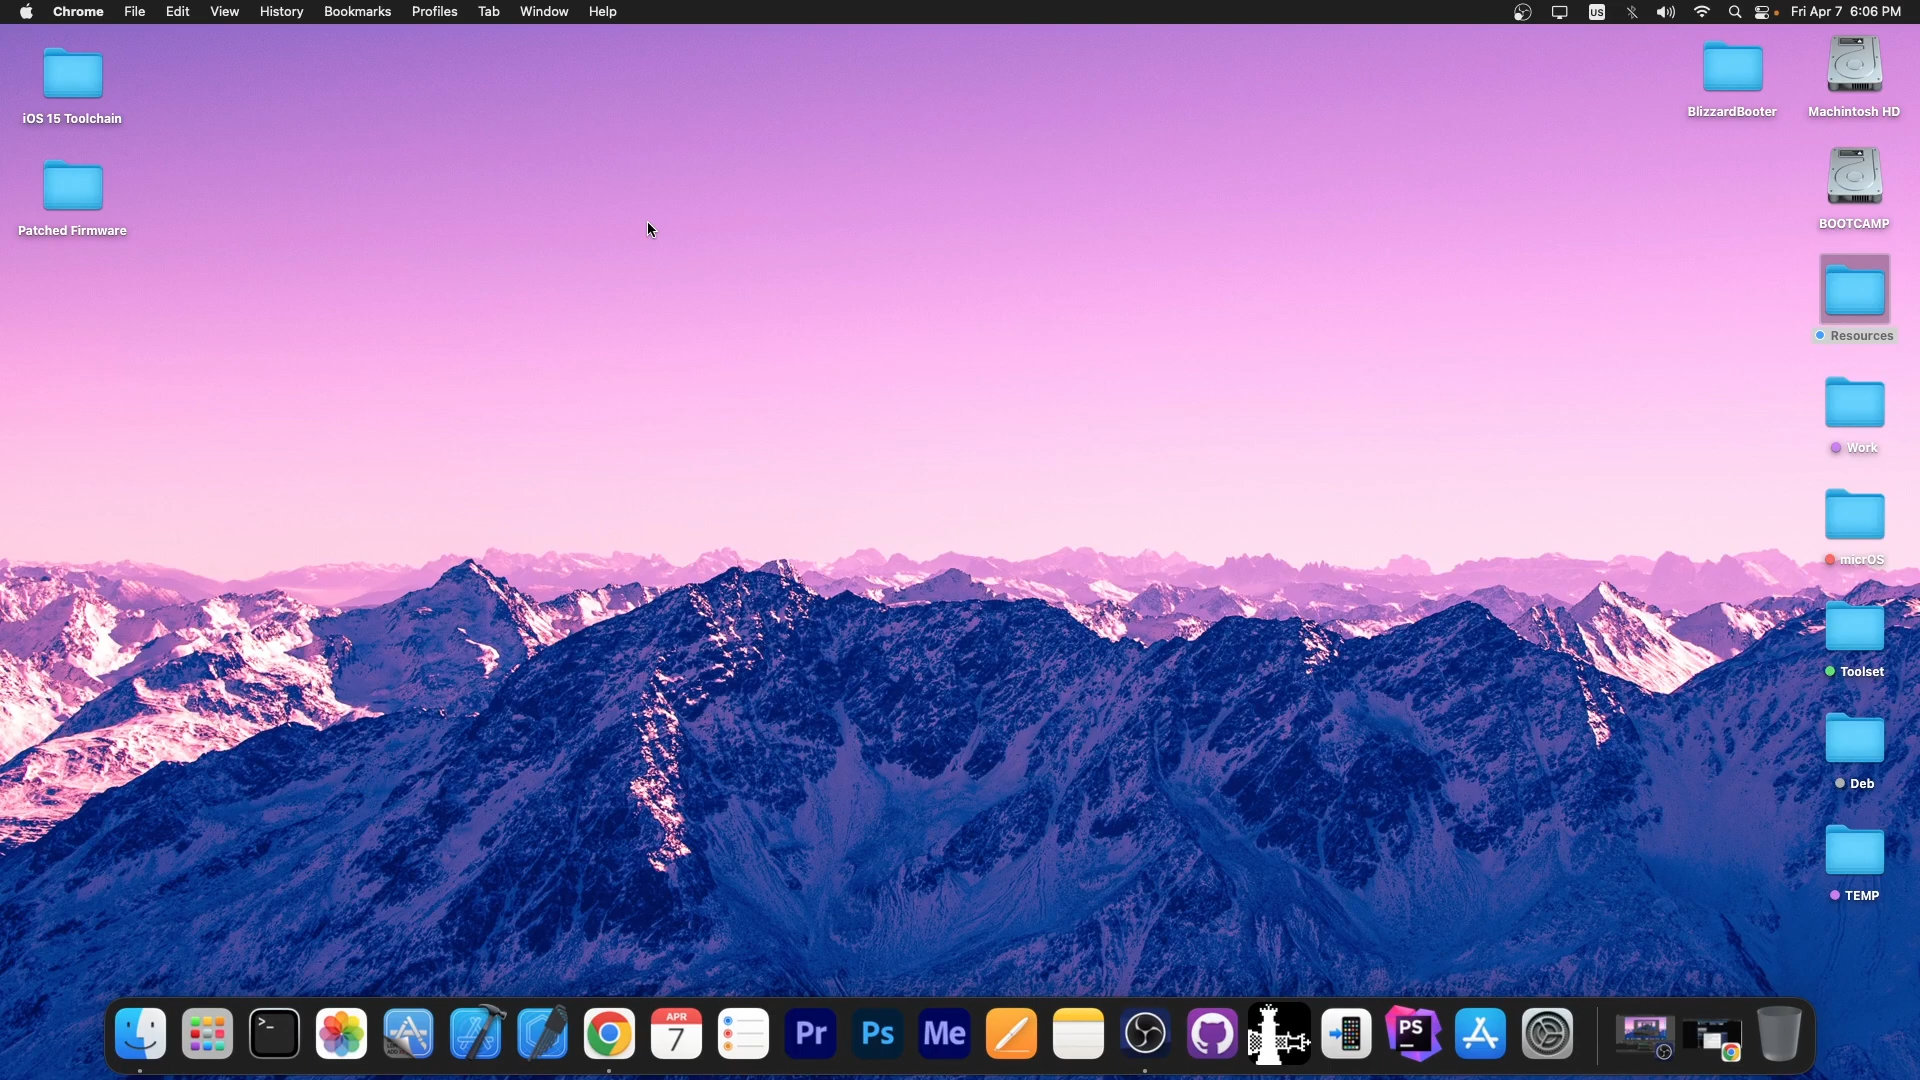 Chrome File Edit View History Bookmarks Profiles Tab Window Help
US Fri Apr 7 6:06 PM
iOS 15 Toolchain
Patched Firmware
BlizzardBooter
Machintosh HD
BOOTCAMP
Resources
Work
micrOS
Toolset
Deb
TEMP
>_
APR
7
Pr
Ps
Me
PS